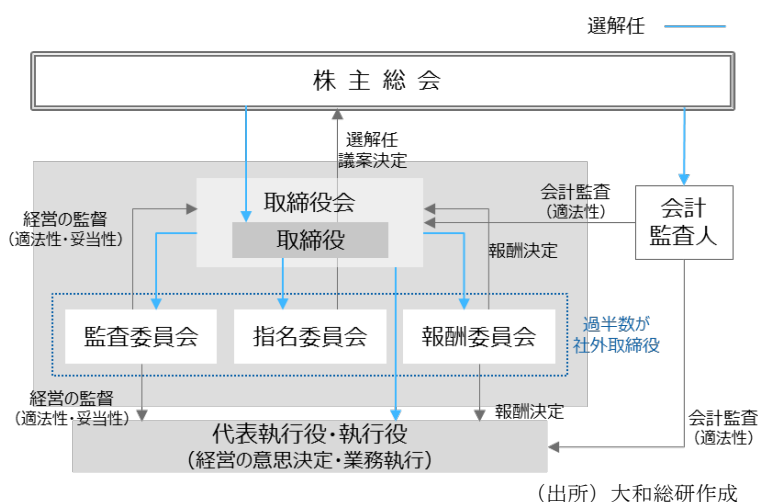 選解任
株主総会
選解任
議案決定
取締役会
取締役
経営の監督
（適法性・妥当性）
会計監査
（適法性）
会計
監査人
報酬決定
監査委員会
指名委員会
報酬委員会
過半数が
社外取締役
経営の監督
（適法性・妥当性）
報酬決定
会計監査
（適法性）
代表執行役・執行役
（経営の意思決定・業務執行）
（出所）大和総研作成